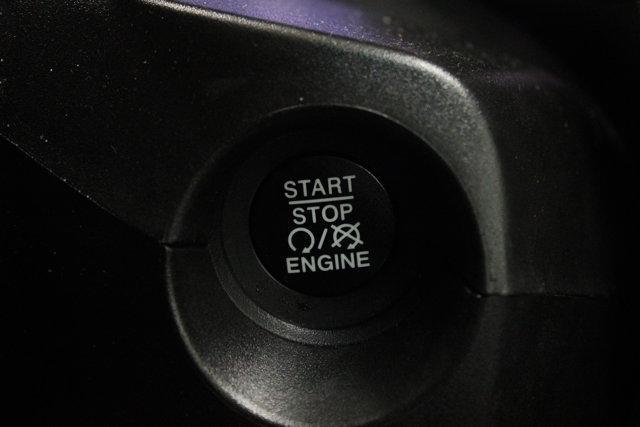 START
STOP
/
ENGINE